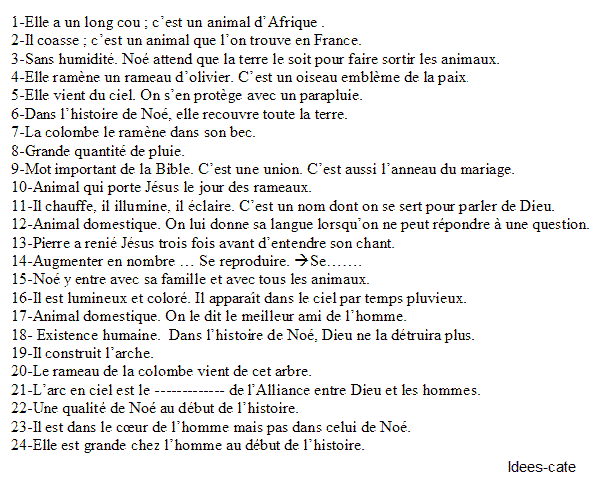 1-Elle a un long cou ; c’est un animal d’Afrique .
2-Il coasse ; c’est un animal que l’on trouve en France.
3-Sans humidité. Noé attend que la terre le soit pour faire sortir les animaux.
4-Elle ramène un rameau d’olivier. C’est un oiseau emblème de la paix.
5-Elle vient du ciel. On s’en protège avec un parapluie.
6-Dans l’histoire de Noé, elle recouvre toute la terre.
7-La colombe le ramène dans son bec.
8-Grande quantité de pluie.
9-Mot important de la Bible. C’est une union. C’est aussi l’anneau du mariage.
10-Animal qui porte Jésus le jour des rameaux.
11-Il chauffe, il illumine, il éclaire. C’est un nom dont on se sert pour parler de Dieu.
12-Animal domestique. On lui donne sa langue lorsqu’on ne peut répondre à une question.
13-Pierre a renié Jésus trois fois avant d’entendre son chant.
14-Augmenter en nombre … Se reproduire. →Se…….
15-Noé y entre avec sa famille et avec tous les animaux.
16-Il est lumineux et coloré. Il apparaît dans le ciel par temps pluvieux.
17-Animal domestique. On le dit le meilleur ami de l’homme.
18- Existence humaine.  Dans l’histoire de Noé, Dieu ne la détruira plus.
19-Il construit l’arche.
20-Le rameau de la colombe vient de cet arbre.
21-L’arc en ciel est le ------------- de l’Alliance entre Dieu et les hommes.
22-Une qualité de Noé au début de l’histoire.
23-Il est dans le cœur de l’homme mais pas dans celui de Noé.
24-Elle est grande chez l’homme au début de l’histoire.
Idees-cate